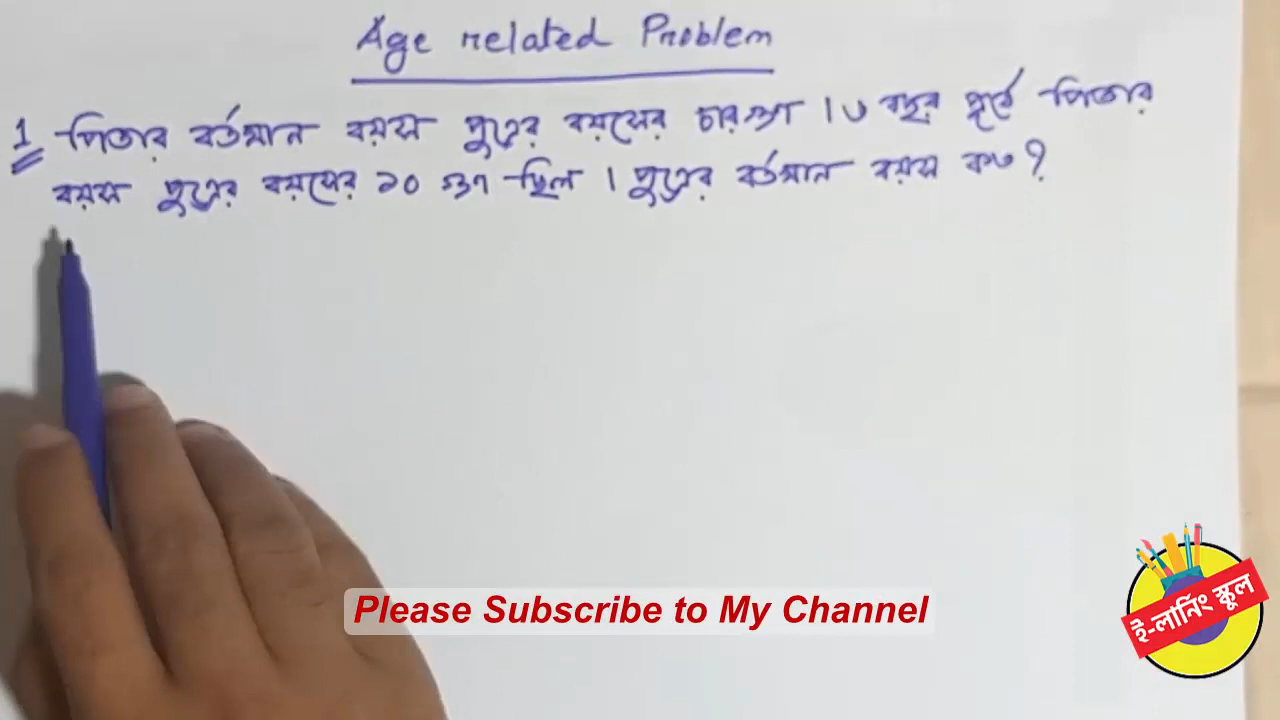 Age related Problem
1 পিতার বর্তমান বয়স পুত্রের বয়সের চারগুণ । ৬ বছর পূর্বে পিতার
বয়স পুত্রের বয়সের ১০ গুণ ছিল । পুত্রের বর্তমান বয়স কত ?
Please Subscribe to My Channel
ই-লার্নিং স্কুল